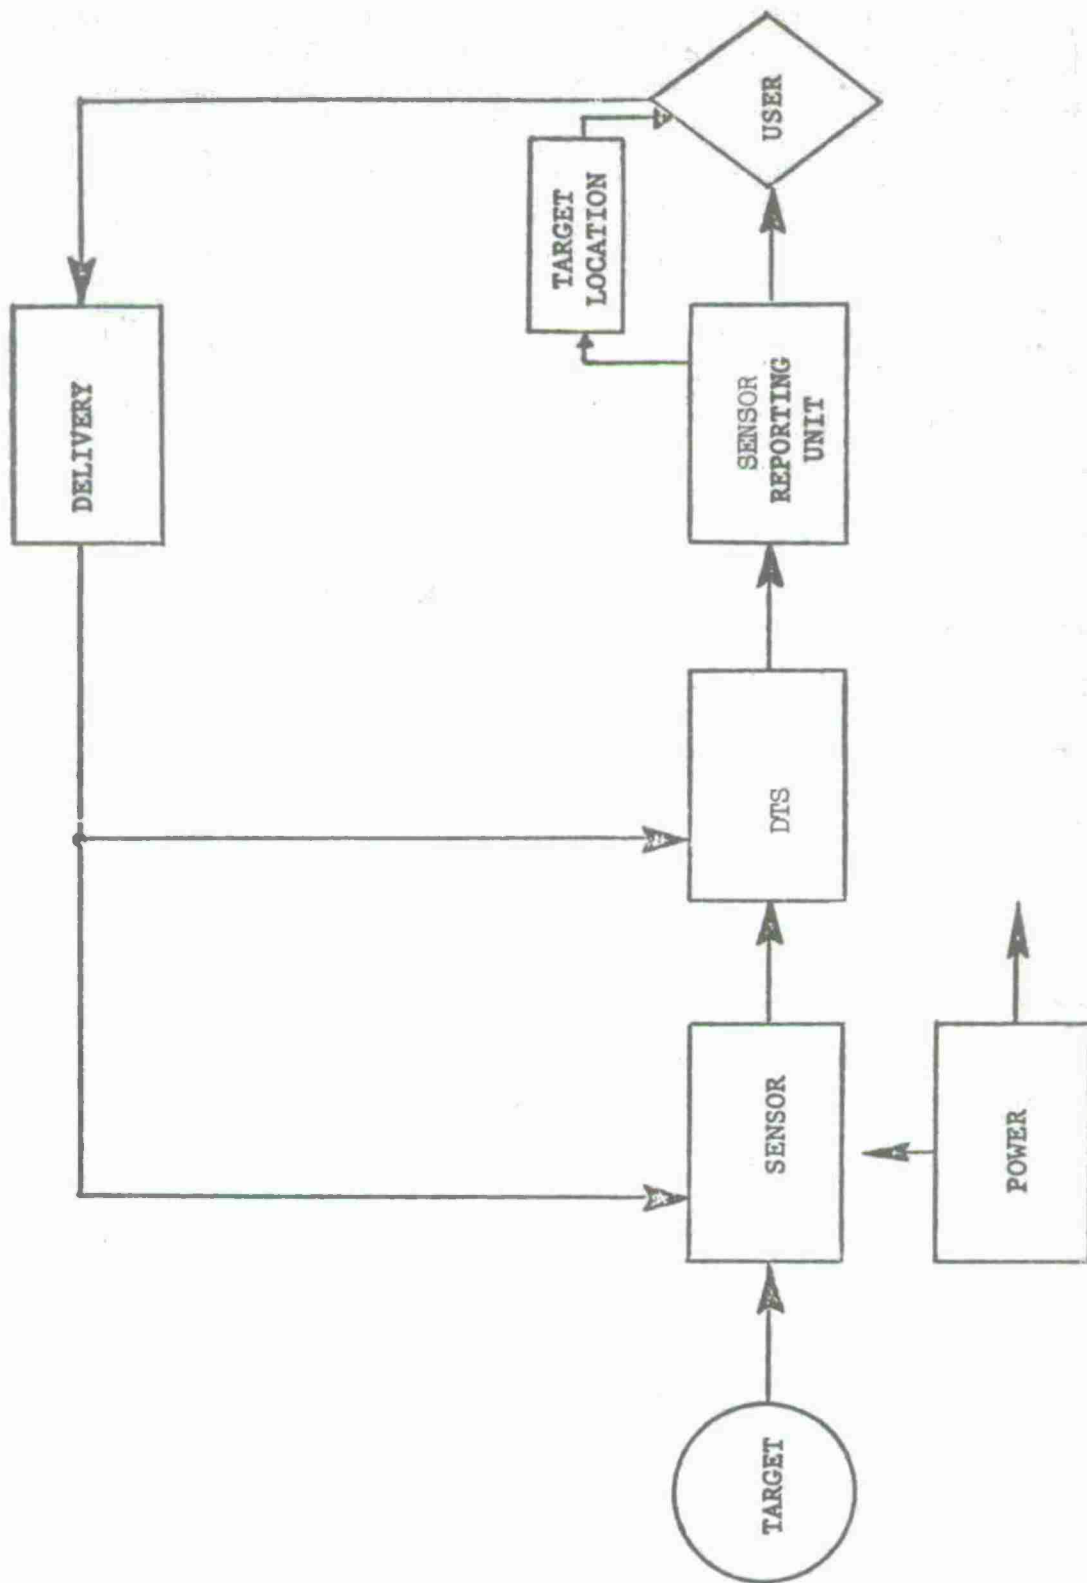 DELIVERY
TARGET
LOCATION
TARGET
SENSOR
DTS
SENSOR
REPORTING
UNIT
USER
POWER